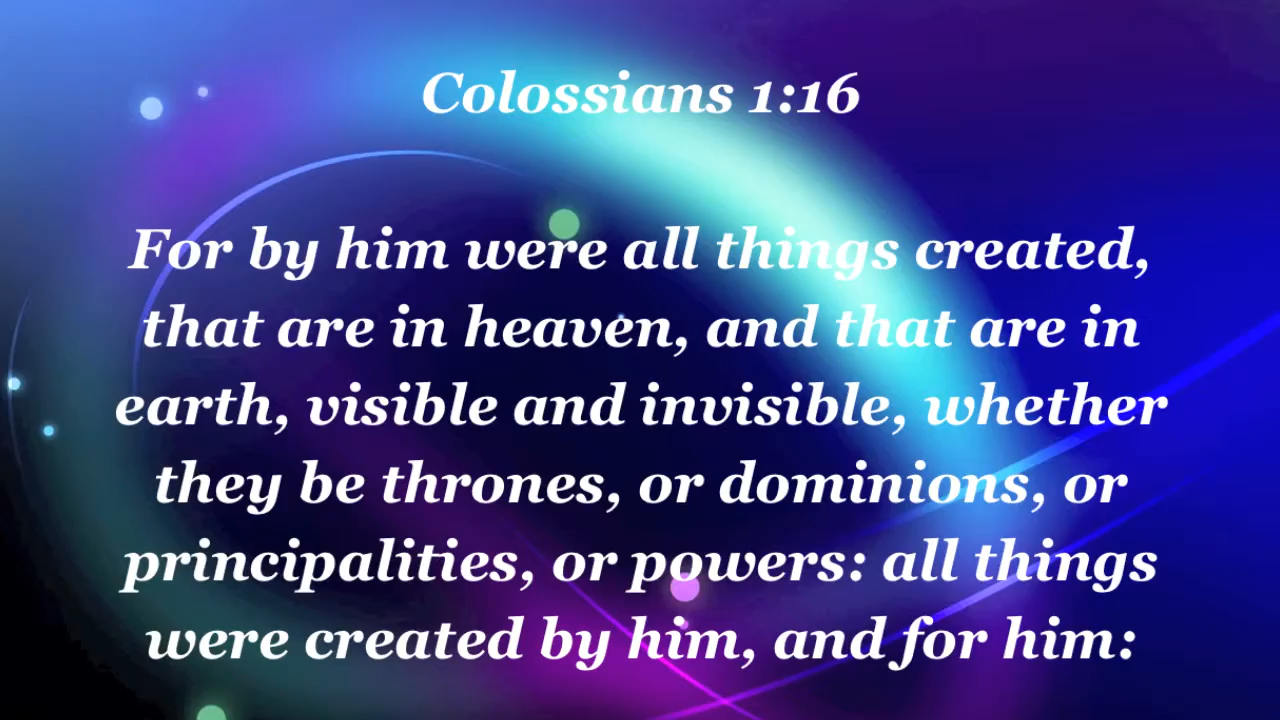 Colossians 1:16
For by him were all things created,
that are in heaven, and that are in
earth, visible and invisible, whether
they be thrones, or dominions, or
principalities, or powers: all things
were created by him, and for him: